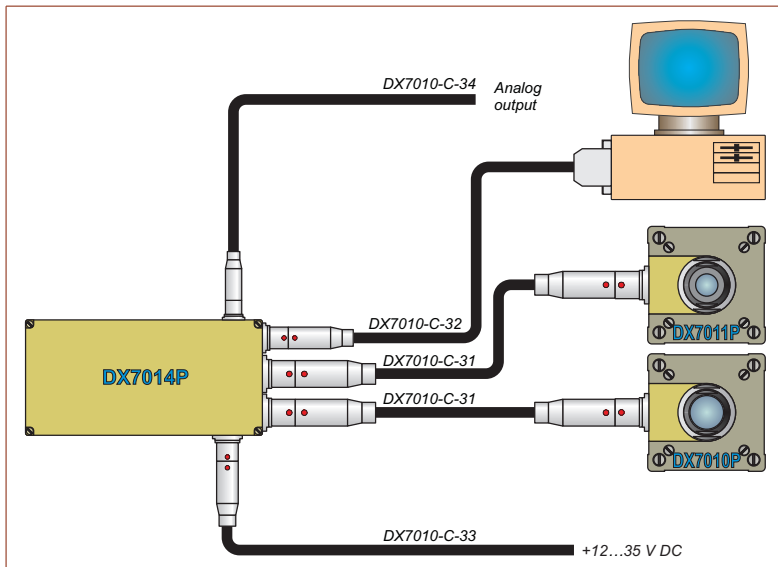 DX7010-C-34
Analog
output
DX7010-C-32
DX7011P
DX7010-C-31
DX7014P
DX7010-C-31
DX7010P
DX7010-C-33
+12...35 V DC